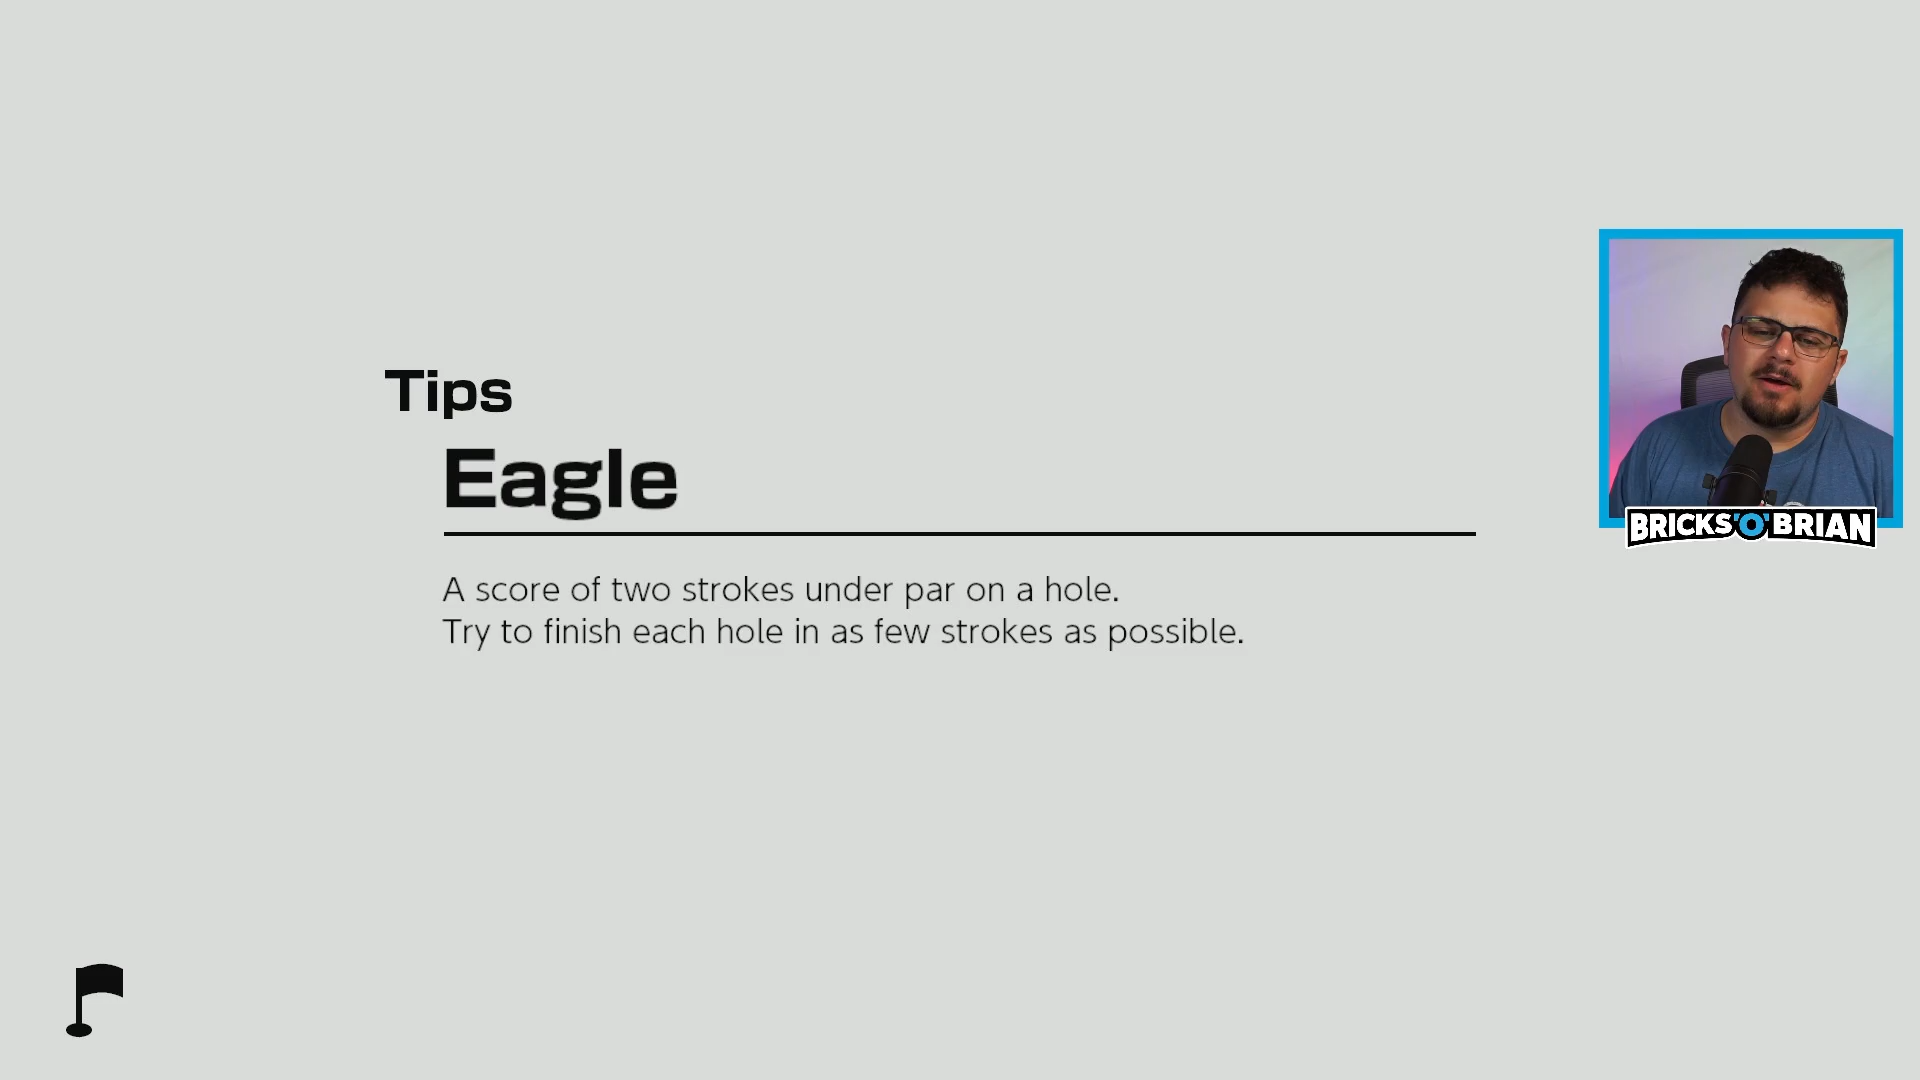 Tips
Eagle
A score of two strokes under par on a hole.
Try to finish each hole in as few strokes as possible.
BRICKS'O'BRIAN